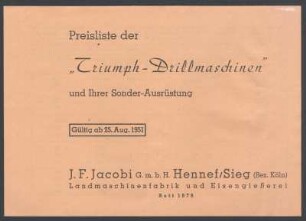 Preisliste der
„Triumph-Drillmaschinen"
und Ihrer Sonder-Ausrüstung
Gültig ab 25. Aug. 1951
J. F. Jacobi G. m. b. H. Hennef/Sieg (Bez. Köln)
Landmaschinenfabrik und Eisengießerei
Seit 1878